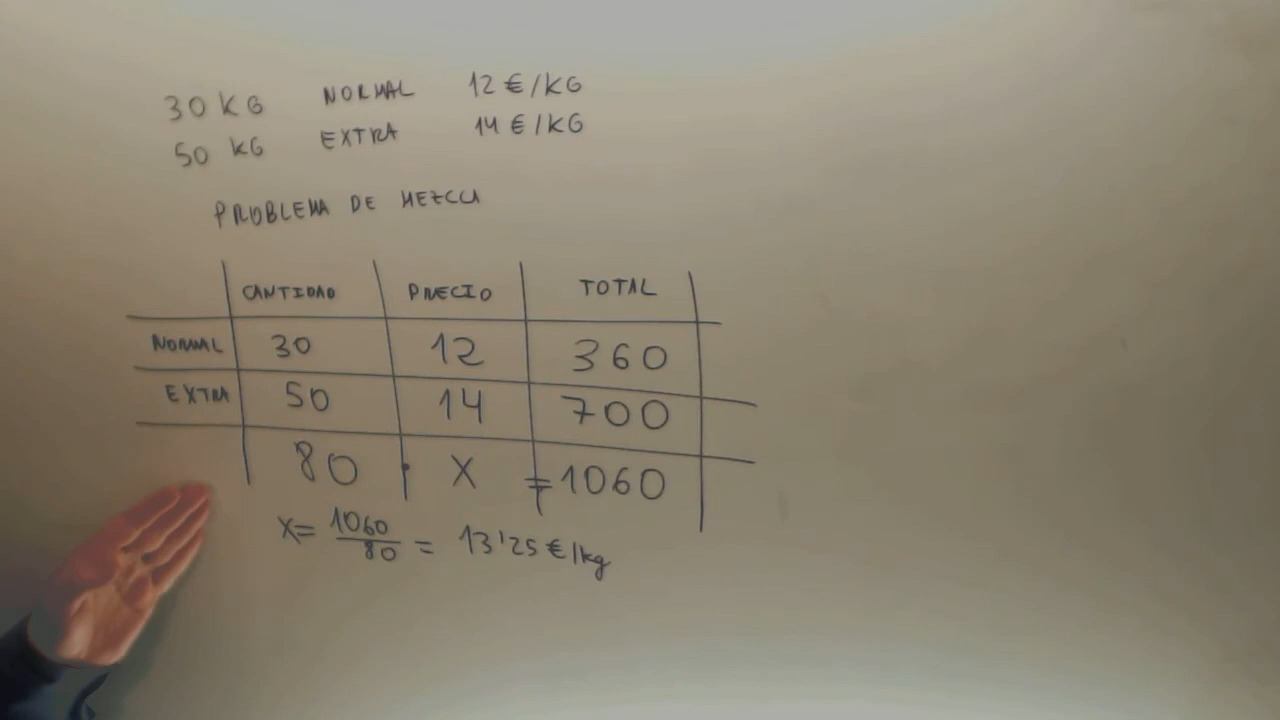 30 KG NORMAL 12 €/KG
50 KG EXTRA 14 €/KG
PROBLEMA DE MEZCLA
CANTIDAD PRECIO TOTAL
NORMAL 30 12 360
EXTRA 50 14 700
80 · X = 1060
X = 1060/80 = 13'25 €/kg